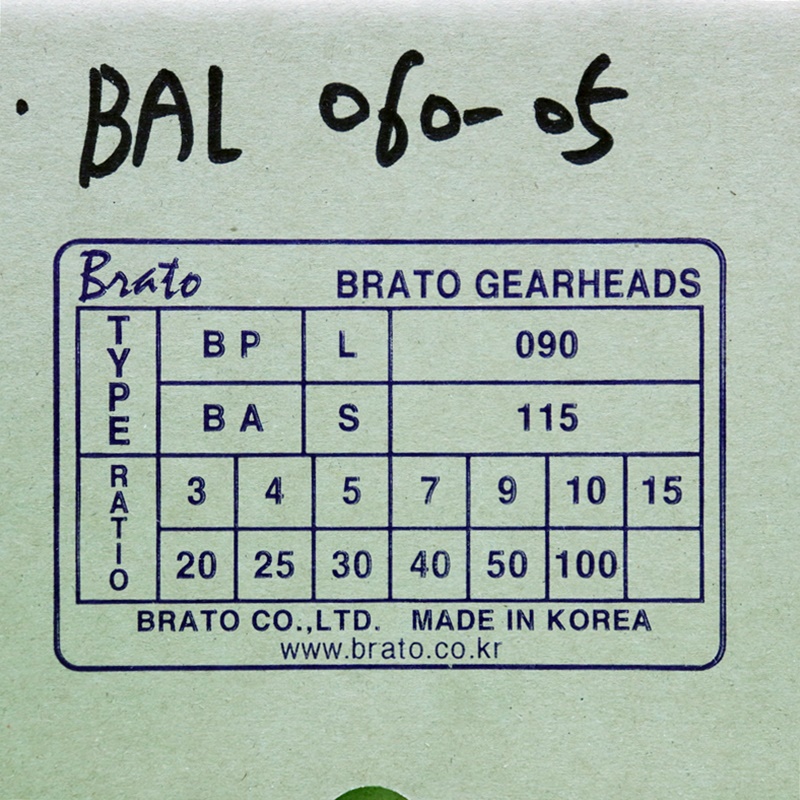 BAL 060-05
Brato BRATO GEARHEADS
TYPE
BP L 090
BA S 115
RATIO
3 4 5 7 9 10 15
20 25 30 40 50 100
BRATO CO.,LTD. MADE IN KOREA
www.brato.co.kr